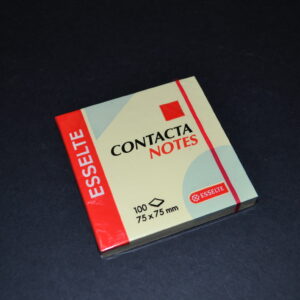 ESSELTE
CONTACTA
NOTES
100
75 x 75 mm
ESSELTE